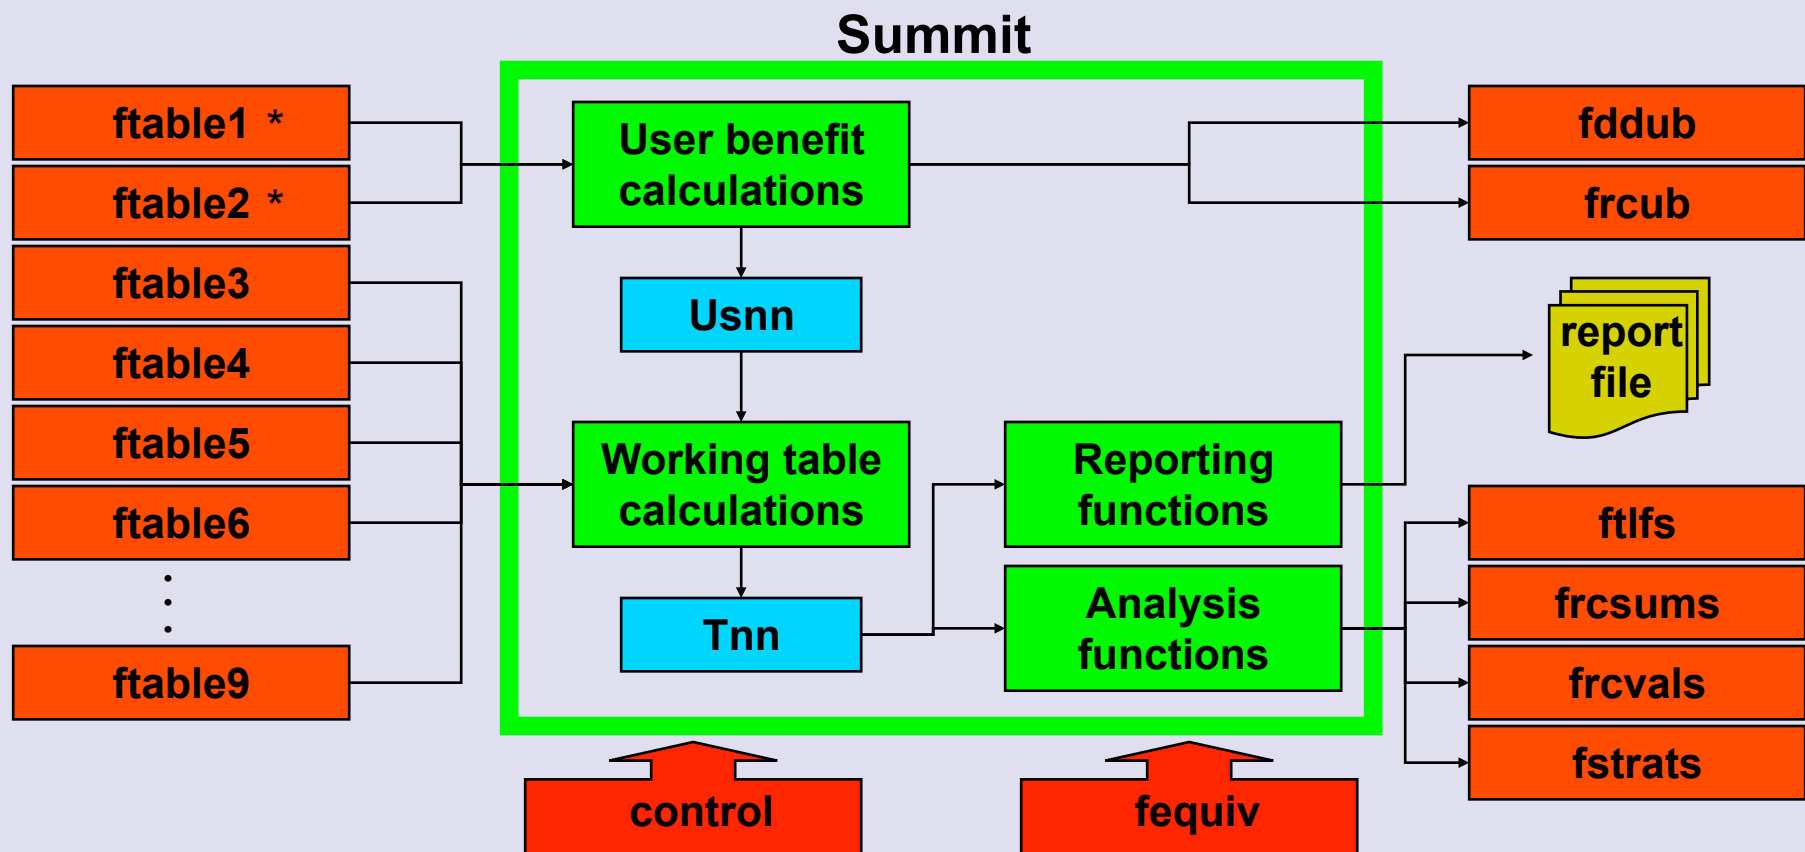 Summit
ftable1 *
ftable2 *
ftable3
ftable4
ftable5
ftable6
ftable9
User benefit
calculations
Usnn
Working table
calculations
Tnn
Reporting
functions
Analysis
functions
fddub
frcub
report
file
ftlfs
frcsums
frcvals
fstrats
control
fequiv